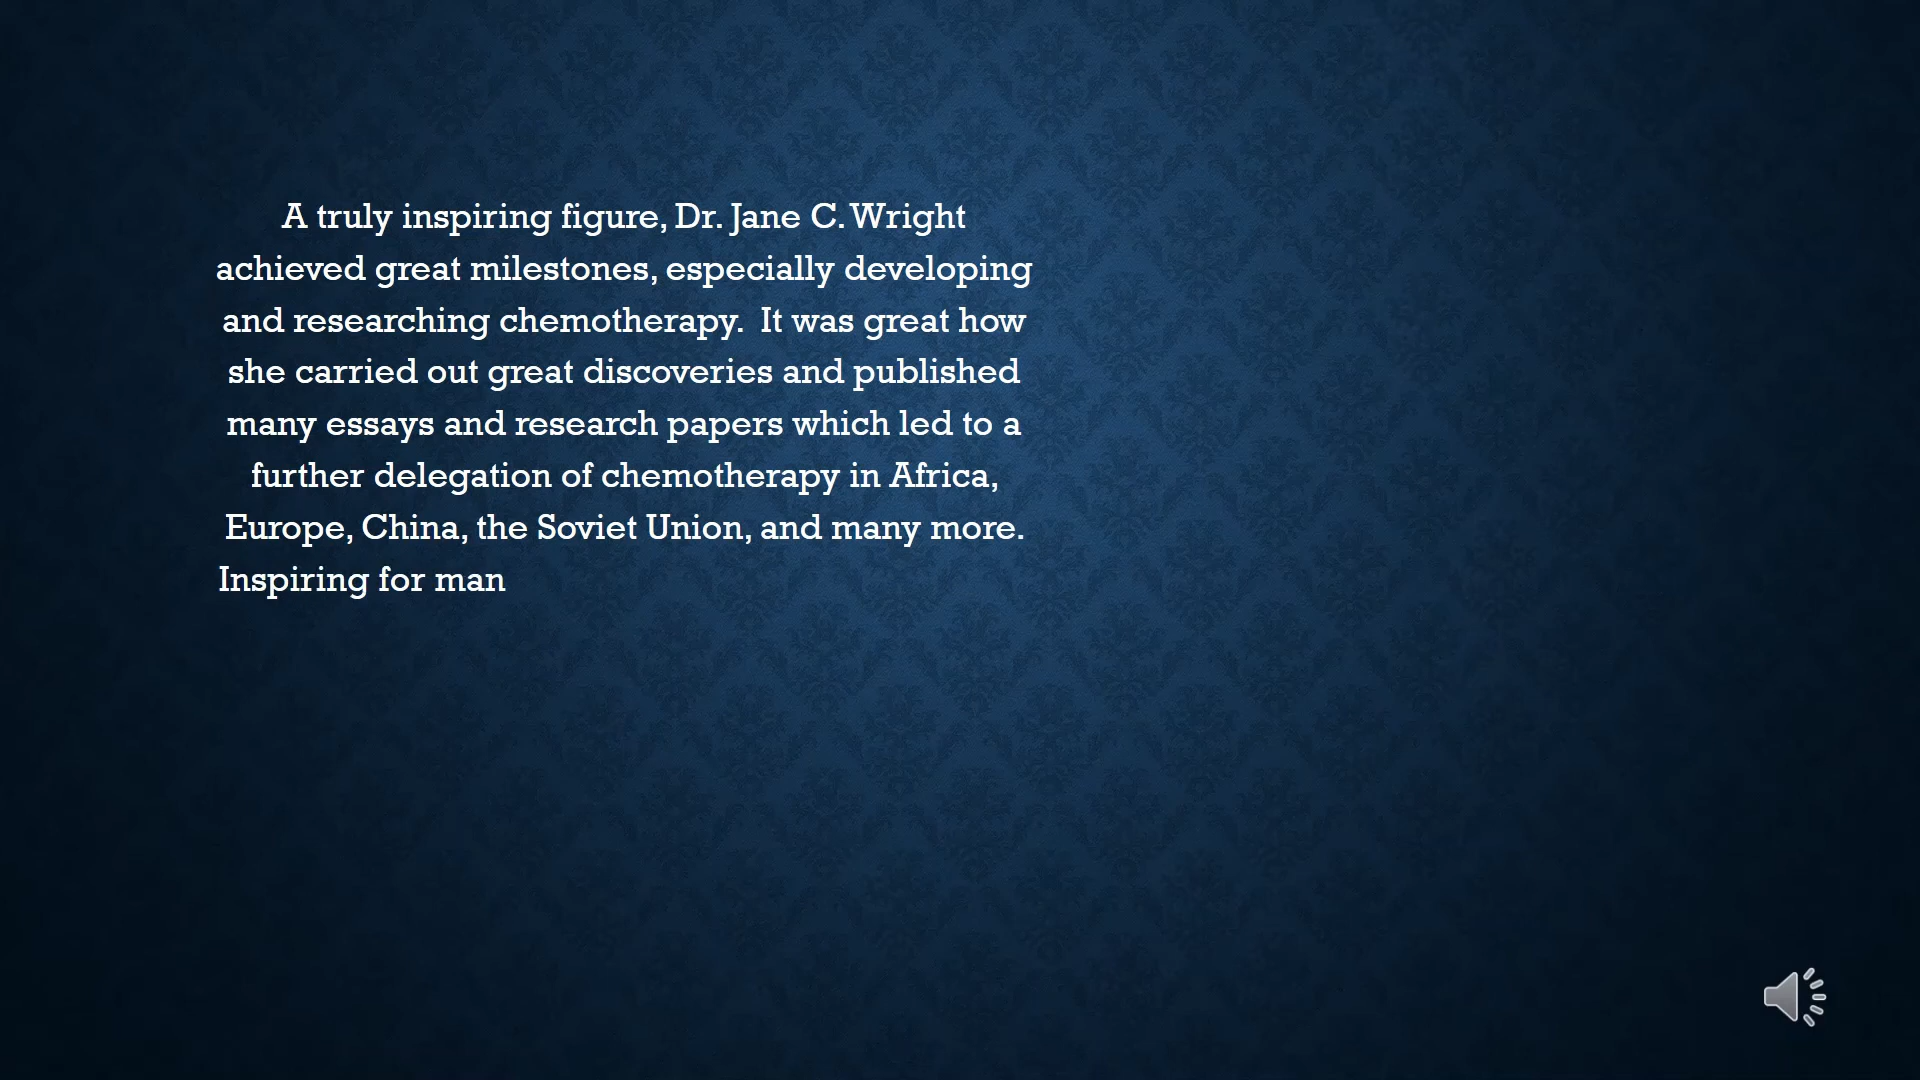 A truly inspiring figure, Dr. Jane C. Wright
achieved great milestones, especially developing
and researching chemotherapy.  It was great how
she carried out great discoveries and published
many essays and research papers which led to a
further delegation of chemotherapy in Africa,
Europe, China, the Soviet Union, and many more.
Inspiring for man